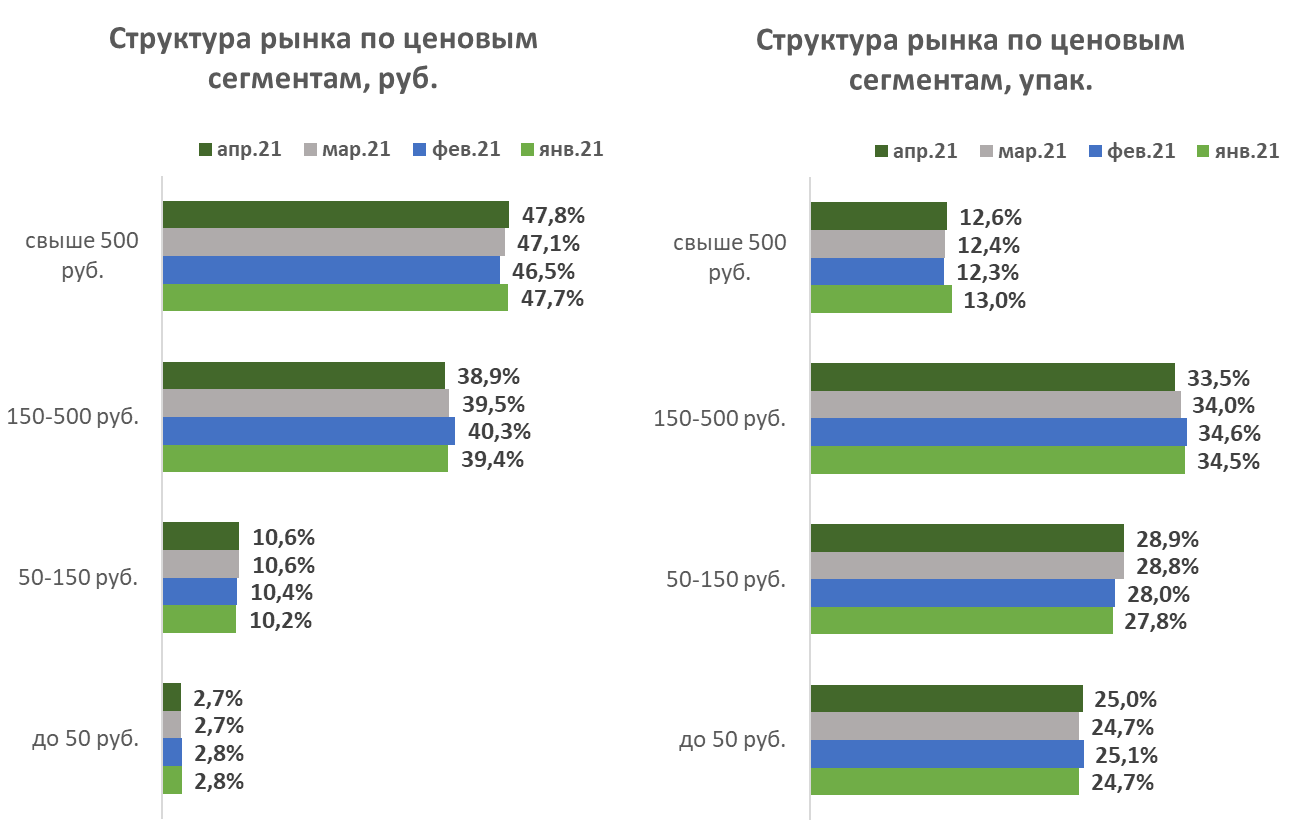 Структура рынка по ценовым
сегментам, руб.
апр.21 мар.21 фев.21 янв.21
свыше 500
руб.
47,8%
47,1%
46,5%
47,7%
150-500 руб.
38,9%
39,5%
40,3%
39,4%
50-150 руб.
10,6%
10,6%
10,4%
10,2%
до 50 руб.
2,7%
2,7%
2,8%
2,8%
Структура рынка по ценовым
сегментам, упак.
апр.21 мар.21 фев.21 янв.21
свыше 500
руб.
12,6%
12,4%
12,3%
13,0%
150-500 руб.
33,5%
34,0%
34,6%
34,5%
50-150 руб.
28,9%
28,8%
28,0%
27,8%
до 50 руб.
25,0%
24,7%
25,1%
24,7%